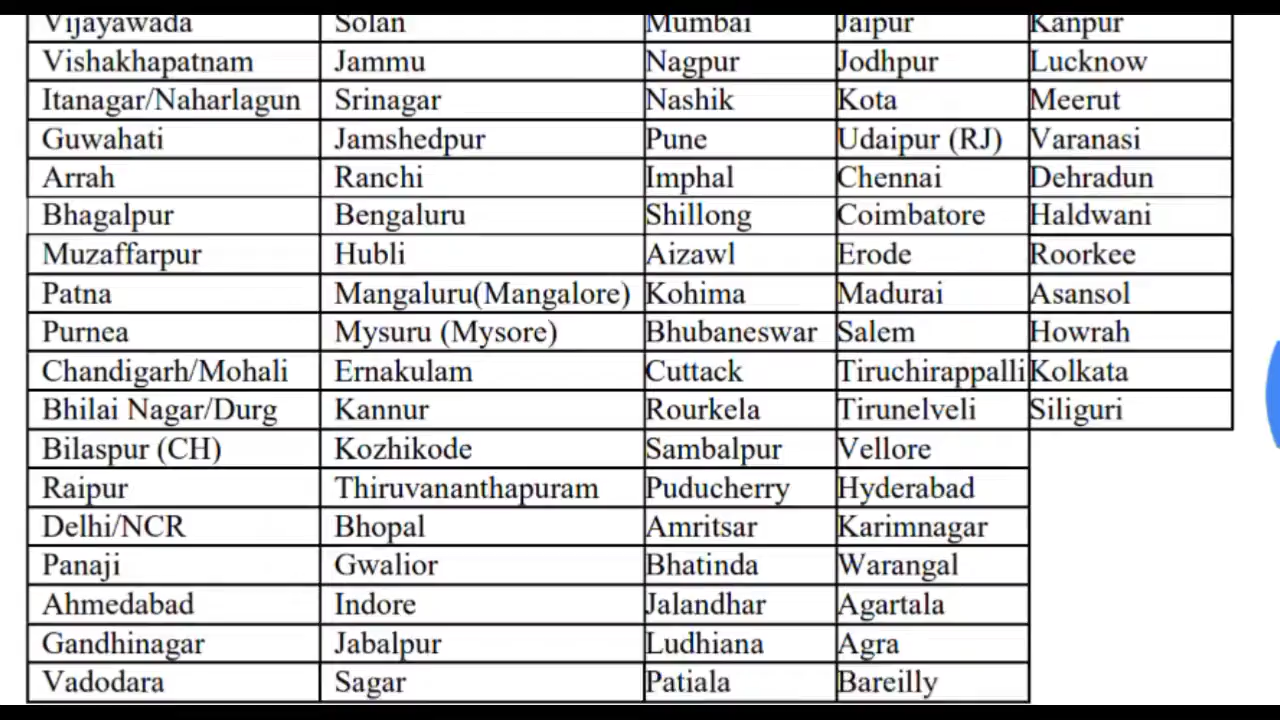 Vijayawada Solan Mumbai Jaipur Kanpur
Vishakhapatnam Jammu Nagpur Jodhpur Lucknow
Itanagar/Naharlagun Srinagar Nashik Kota Meerut
Guwahati Jamshedpur Pune Udaipur (RJ) Varanasi
Arrah Ranchi Imphal Chennai Dehradun
Bhagalpur Bengaluru Shillong Coimbatore Haldwani
Muzaffarpur Hubli Aizawl Erode Roorkee
Patna Mangaluru(Mangalore) Kohima Madurai Asansol
Purnea Mysuru (Mysore) Bhubaneswar Salem Howrah
Chandigarh/Mohali Ernakulam Cuttack Tiruchirappalli Kolkata
Bhilai Nagar/Durg Kannur Rourkela Tirunelveli Siliguri
Bilaspur (CH) Kozhikode Sambalpur Vellore
Raipur Thiruvananthapuram Puducherry Hyderabad
Delhi/NCR Bhopal Amritsar Karimnagar
Panaji Gwalior Bhatinda Warangal
Ahmedabad Indore Jalandhar Agartala
Gandhinagar Jabalpur Ludhiana Agra
Vadodara Sagar Patiala Bareilly